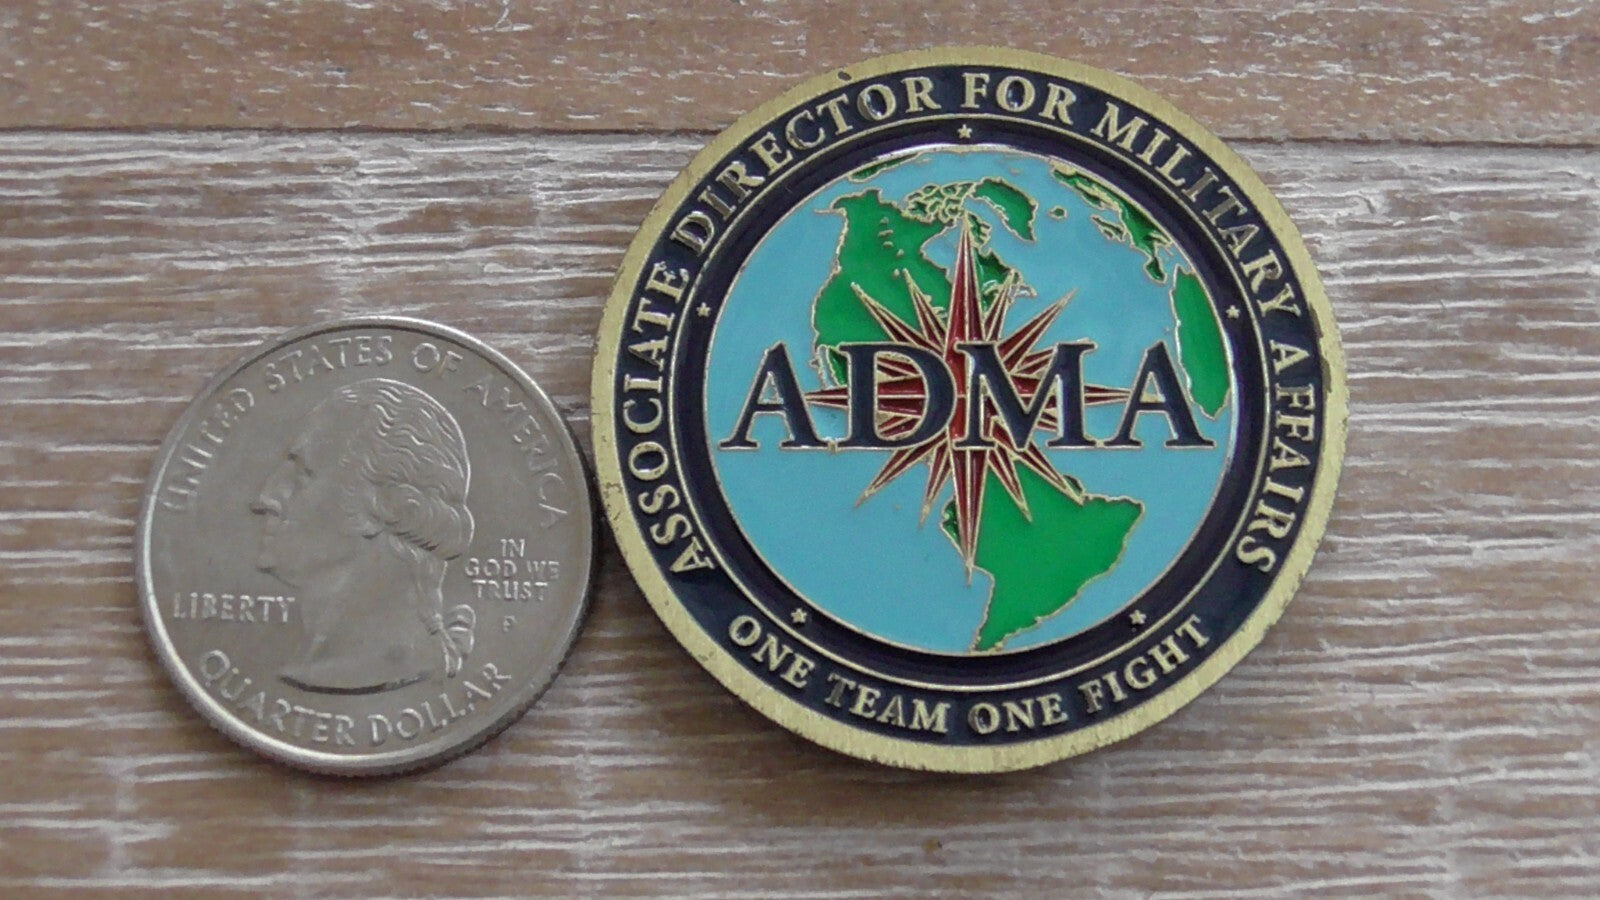 UNITED STATES OF AMERICA
LIBERTY
IN
GOD WE
TRUST
P
QUARTER DOLLAR
ASSOCIATE DIRECTOR FOR MILITARY AFFAIRS
ADMA
ONE TEAM ONE FIGHT